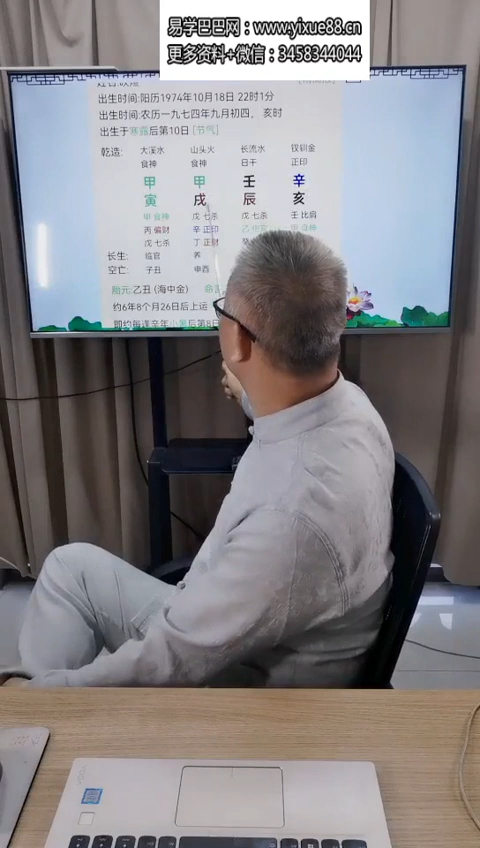 易学巴巴网：www.yixue88.cn
更多资料+微信：3458344044
出生时间:阳历1974年10月18日 22时1分
出生时间:农历一九七四年九月初四， 亥时
出生于寒露后第10日 [节气]
乾造: 大溪水 山头火 长流水 钗钏金
食神 食神 日干 正印
甲 甲 壬 辛
寅 戌 辰 亥
甲 食神 戊 七杀 戊 七杀 壬 比肩
丙 偏财 辛 正印
戊 七杀 丁 正财
长生: 临官 养
空亡: 子丑 申酉
胎元:乙丑 (海中金)
约6年8个月26日后上运